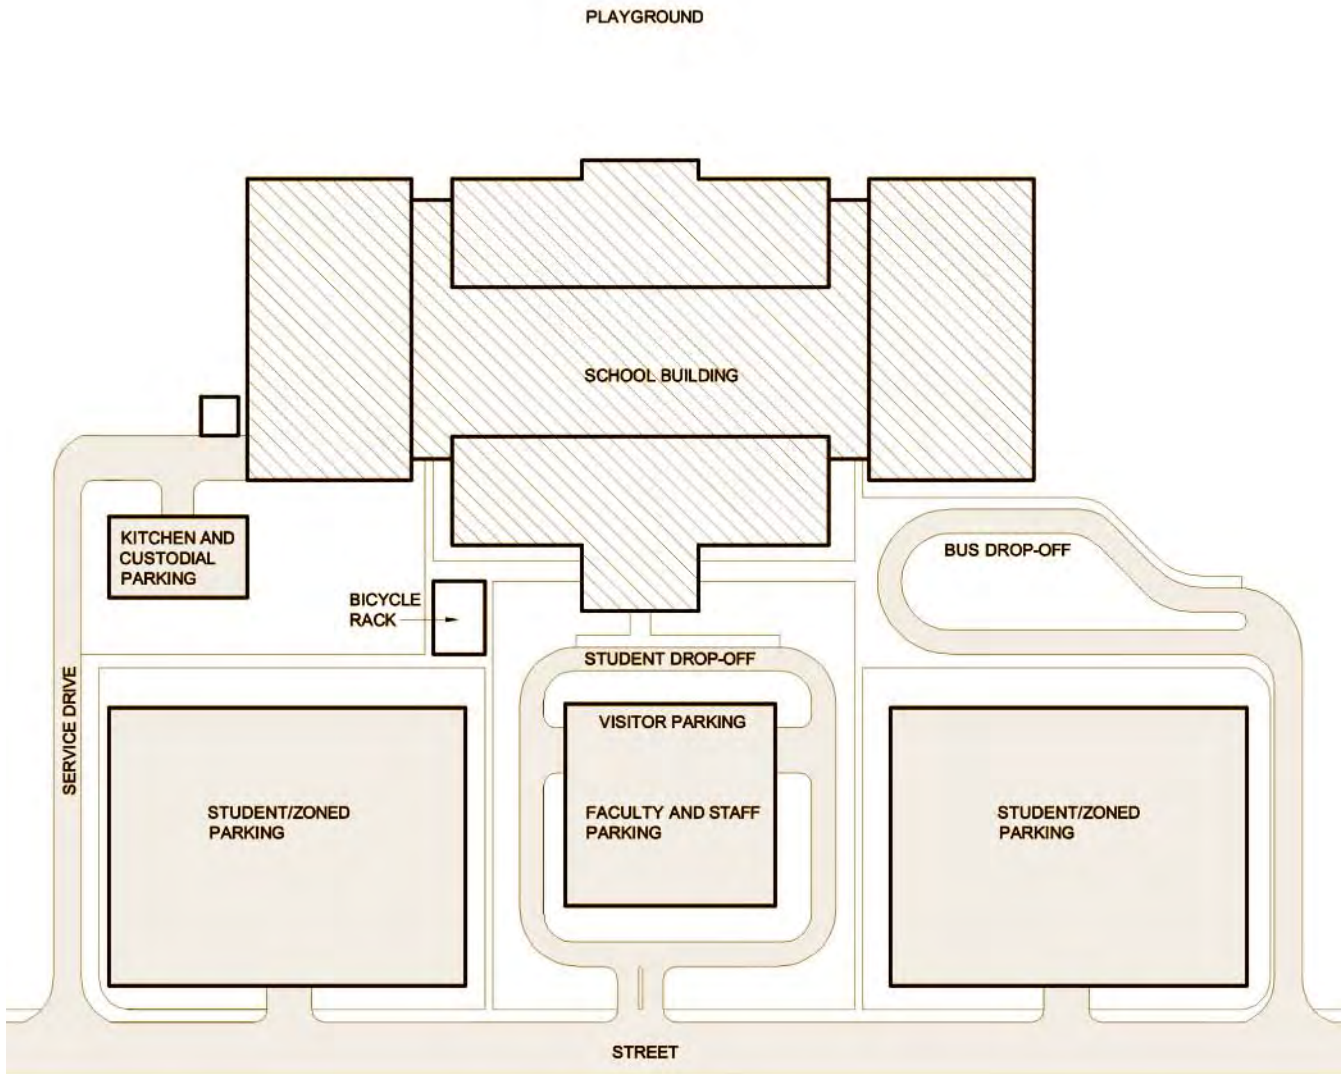 PLAYGROUND
SCHOOL BUILDING
KITCHEN AND
CUSTODIAL
PARKING
BUS DROP-OFF
BICYCLE
RACK
STUDENT DROP-OFF
SERVICE DRIVE
VISITOR PARKING
STUDENT/ZONED
PARKING
FACULTY AND STAFF
PARKING
STUDENT/ZONED
PARKING
STREET